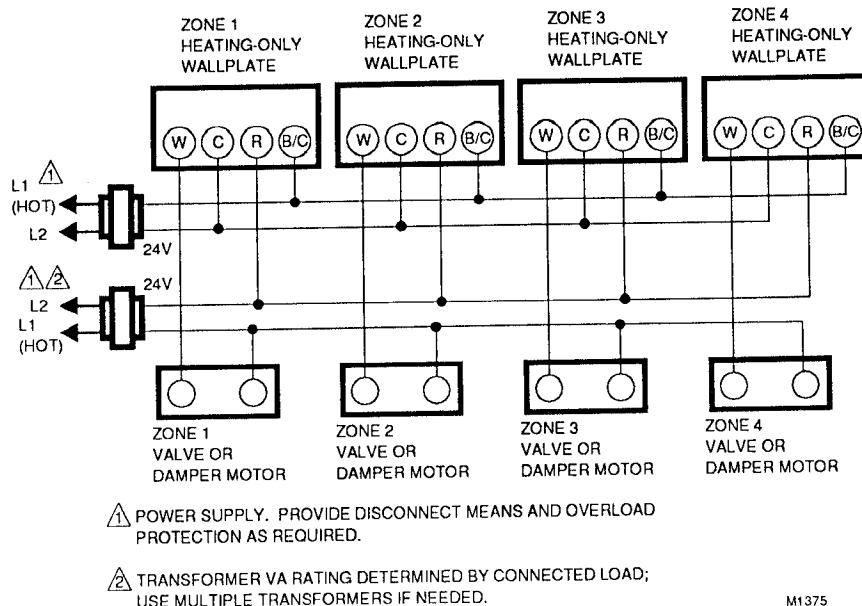 ZONE 1
HEATING-ONLY
WALLPLATE
ZONE 2
HEATING-ONLY
WALLPLATE
ZONE 3
HEATING-ONLY
WALLPLATE
ZONE 4
HEATING-ONLY
WALLPLATE
W C R B/C
W C R B/C
W C R B/C
W C R B/C
L1 1
(HOT)
L2
24V
1 2
24V
L2
L1
(HOT)
ZONE 1
VALVE OR
DAMPER MOTOR
ZONE 2
VALVE OR
DAMPER MOTOR
ZONE 3
VALVE OR
DAMPER MOTOR
ZONE 4
VALVE OR
DAMPER MOTOR
1 POWER SUPPLY. PROVIDE DISCONNECT MEANS AND OVERLOAD
PROTECTION AS REQUIRED.
2 TRANSFORMER VA RATING DETERMINED BY CONNECTED LOAD;
USE MULTIPLE TRANSFORMERS IF NEEDED.
M1375